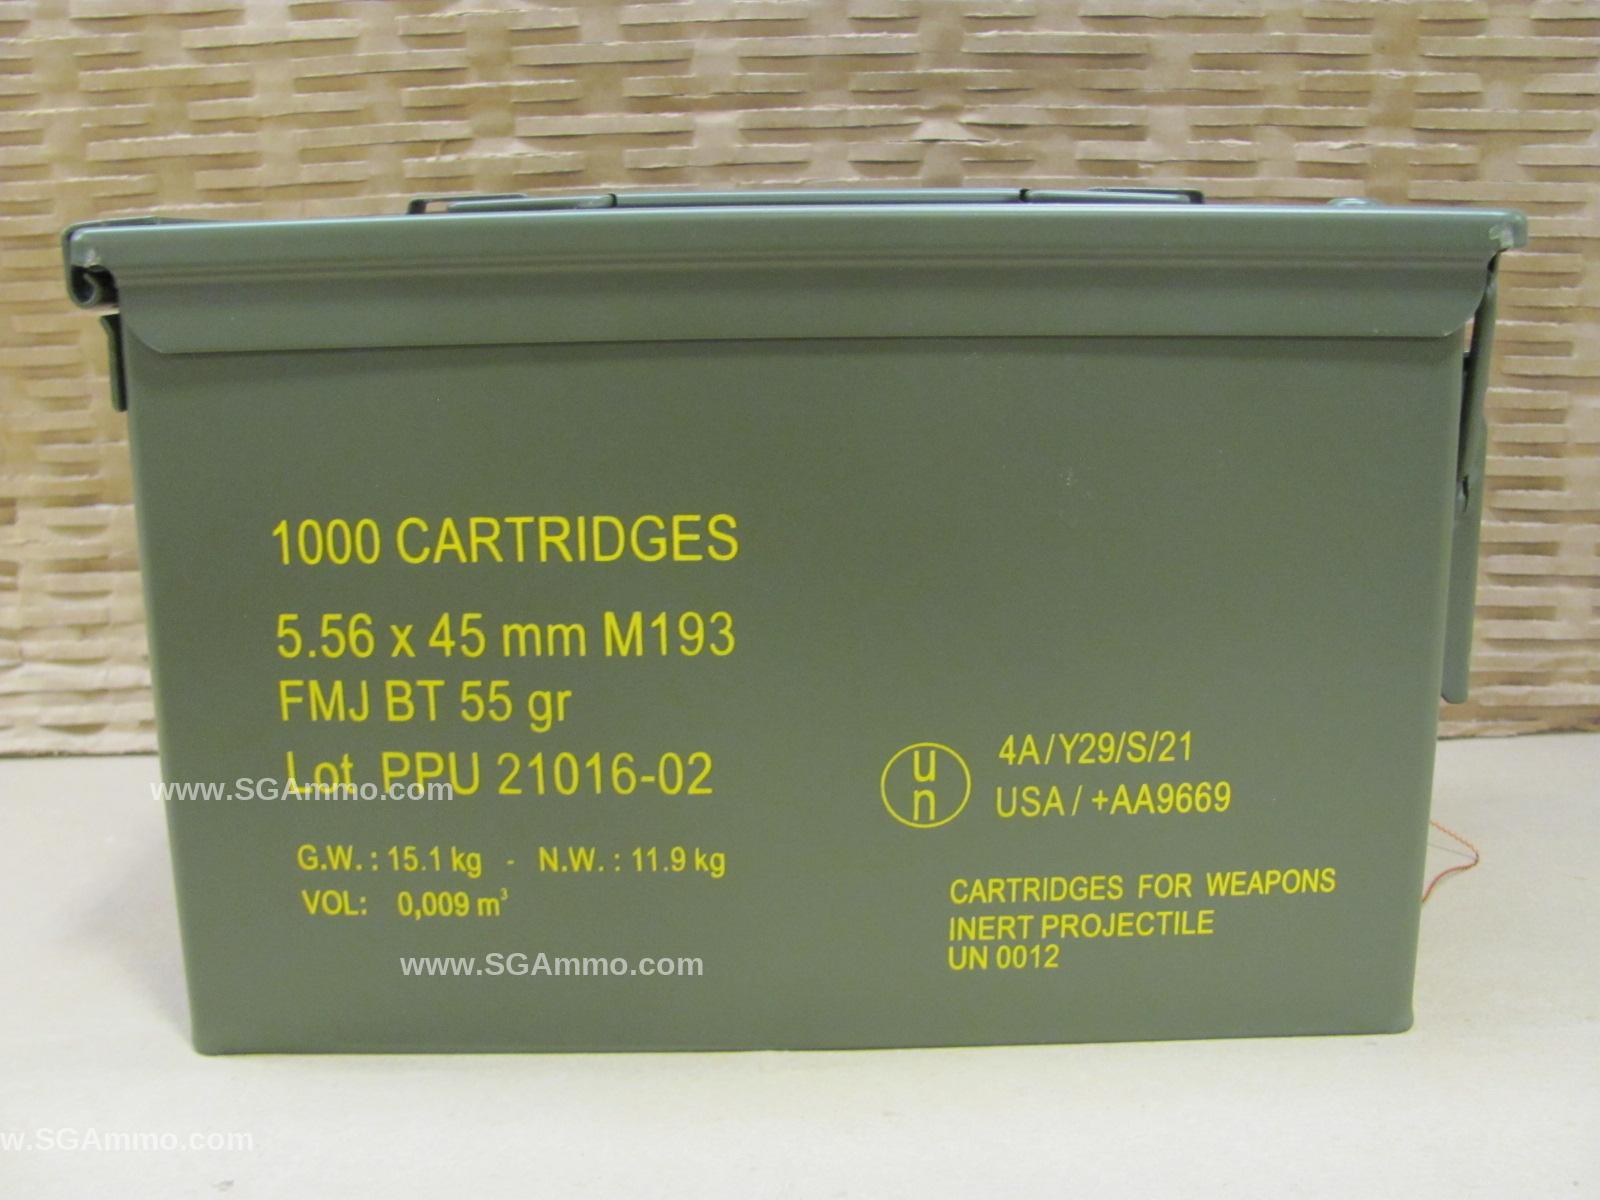 1000 CARTRIDGES
5.56 x 45 mm M193
FMJ BT 55 gr
Lot PPU 21016-02
www.SGAmmo.com
G.W. : 15.1 kg - N.W. : 11.9 kg
VOL: 0,009 m³
www.SGAmmo.com
un
4A/Y29/S/21
USA / +AA9669
CARTRIDGES FOR WEAPONS
INERT PROJECTILE
UN 0012
w.SGAmmo.com